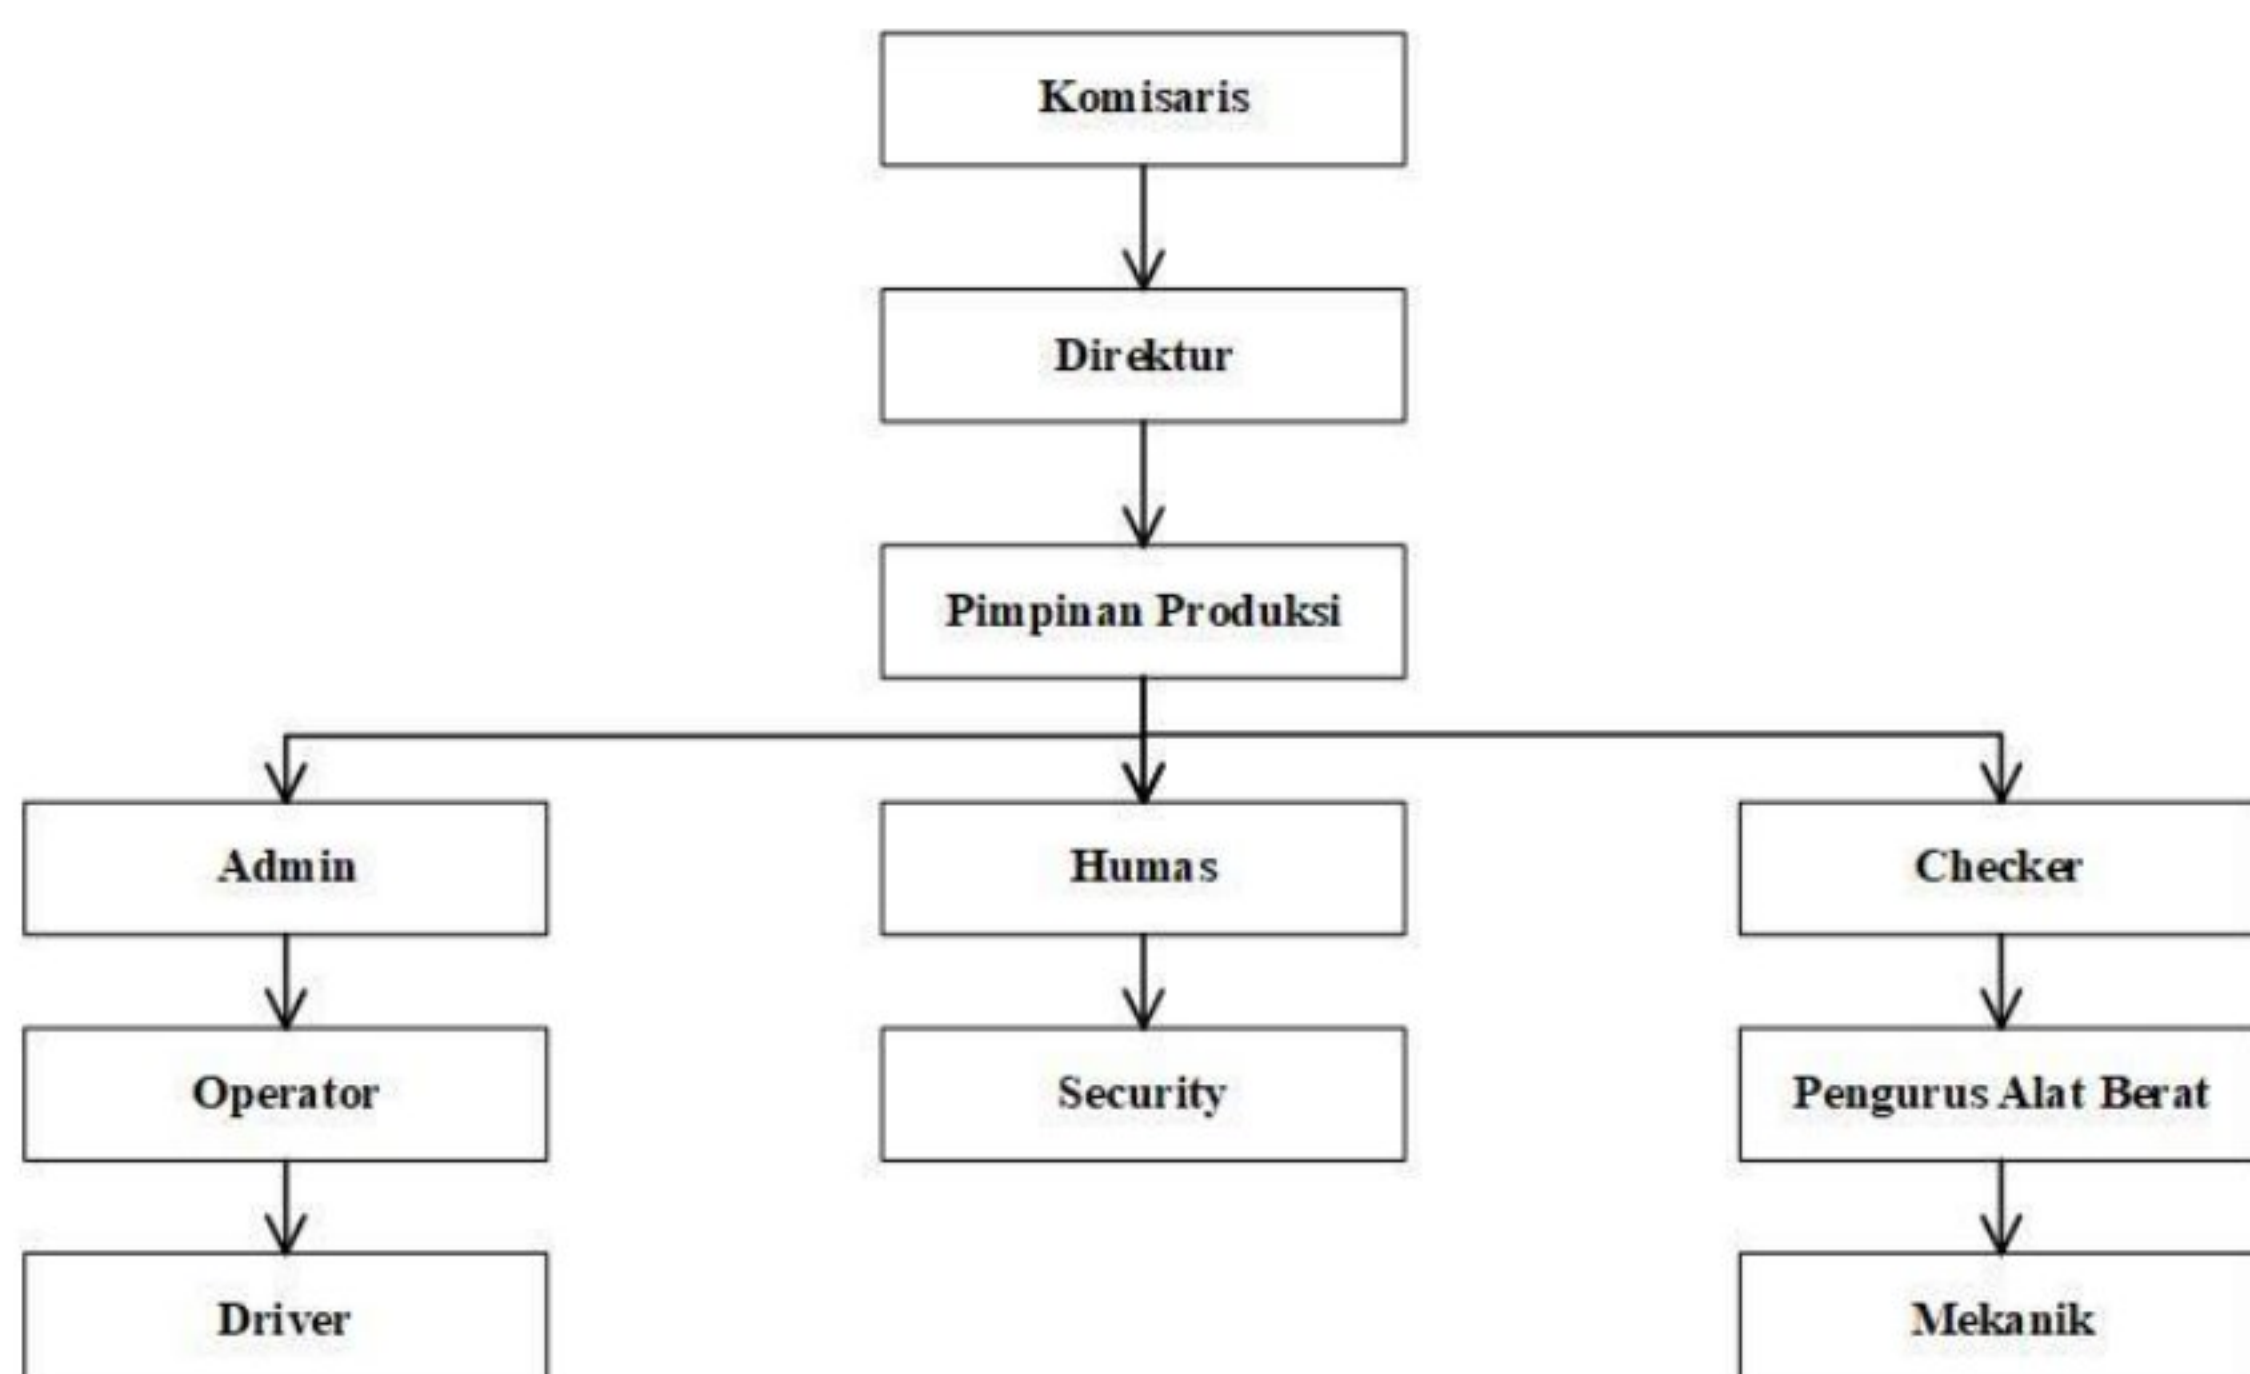 Komisaris
Direktur
Pimpinan Produksi
Admin
Humas
Checker
Operator
Security
Pengurus Alat Berat
Driver
Mekanik